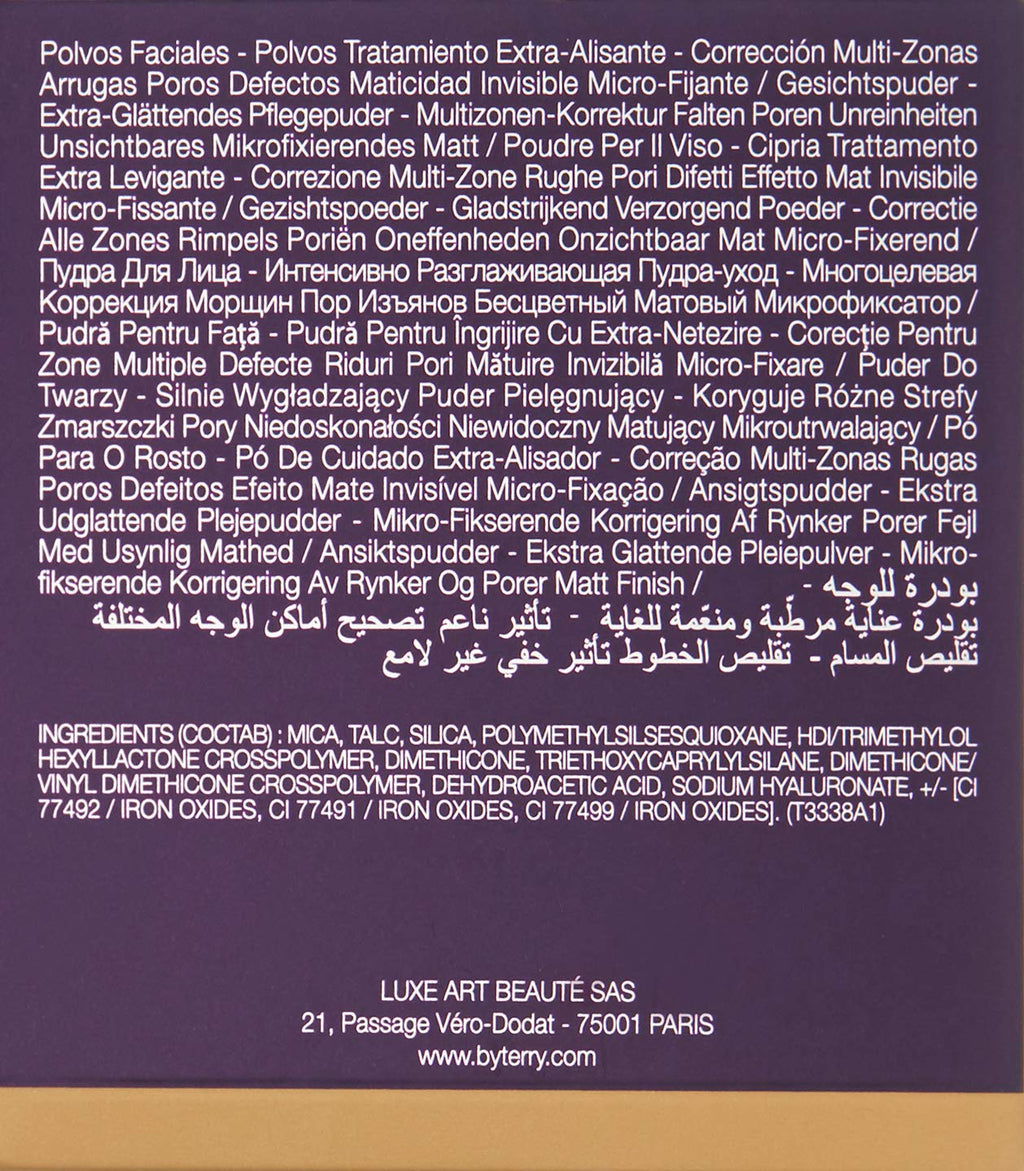 Polvos Faciales - Polvos Tratamiento Extra-Alisante - Corrección Multi-Zonas
Arrugas Poros Defectos Maticidad Invisible Micro-Fijante / Gesichtspuder -
Extra-Glättendes Pflegepuder - Multizonen-Korrektur Falten Poren Unreinheiten
Unsichtbares Mikrofixierendes Matt / Poudre Per Il Viso - Cipria Trattamento
Extra Levigante - Correzione Multi-Zone Rughe Pori Difetti Effetto Mat Invisibile
Micro-Fissante / Gezishtspoeder - Gladstrijkend Verzorgend Poeder - Correctie
Alle Zones Rimpels Poriën Oneffenheden Onzichtbaar Mat Micro-Fixerend /
Пудра Для Лица - Интенсивно Разглаживающая Пудра-уход - Многоцелевая
Коррекция Морщин Пор Изъянов Бесцветный Матовый Микрофиксатор /
Pudră Pentru Față - Pudră Pentru Îngrijire Cu Extra-Netezire - Corecție Pentru
Zone Multiple Defecte Riduri Pori Mătuire Invizibilă Micro-Fixare / Puder Do
Twarzy - Silnie Wygładzający Puder Pielęgnujący - Koryguje Różne Strefy
Zmarszczki Pory Niedoskonałości Niewidoczny Matujący Mikroutrwalający / Pó
Para O Rosto - Pó De Cuidado Extra-Alisador - Correção Multi-Zonas Rugas
Poros Defeitos Efeito Mate Invisível Micro-Fixação / Ansigtspudder - Ekstra
Udglattende Plejepudder - Mikro-Fikserende Korrigering Af Rynker Porer Fejl
Med Usynlig Mathed / Ansiktspudder - Ekstra Glattende Pleiepulver - Mikro-
fikserende Korrigering Av Rynker Og Porer Matt Finish / بودرة للوجه -
بودرة عناية مرطّبة ومنعّمة للغاية - تأثير ناعم تصحيح أماكن الوجه المختلفة
تقليص المسام - تقليص الخطوط تأثير خفي غير لامع
INGREDIENTS (COCTAB) : MICA, TALC, SILICA, POLYMETHYLSILSESQUIOXANE, HDI/TRIMETHYLOL
HEXYLLACTONE CROSSPOLYMER, DIMETHICONE, TRIETHOXYCAPRYLYLSILANE, DIMETHICONE/
VINYL DIMETHICONE CROSSPOLYMER, DEHYDROACETIC ACID, SODIUM HYALURONATE, +/- [CI
77492 / IRON OXIDES, CI 77491 / IRON OXIDES, CI 77499 / IRON OXIDES]. (T3338A1)
LUXE ART BEAUTÉ SAS
21, Passage Véro-Dodat - 75001 PARIS
www.byterry.com